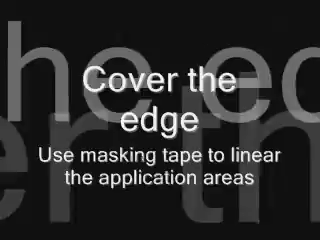 Cover the
edge
Use masking tape to linear
the application areas